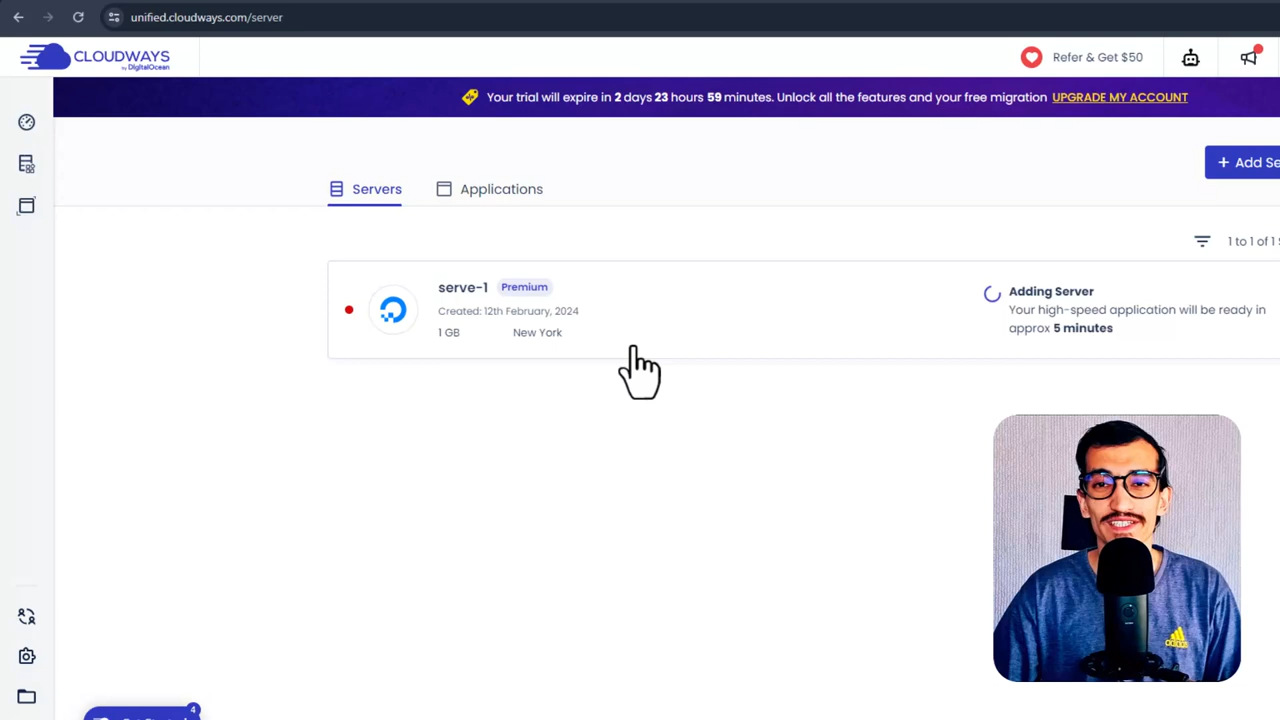 unified.cloudways.com/server
CLOUDWAYS
by DigitalOcean
Refer & Get $50
Your trial will expire in 2 days 23 hours 59 minutes. Unlock all the features and your free migration UPGRADE MY ACCOUNT
+ Add Se
Servers
Applications
1 to 1 of 1
serve-1 Premium
Created: 12th February, 2024
1 GB New York
Adding Server
Your high-speed application will be ready in
approx 5 minutes
4